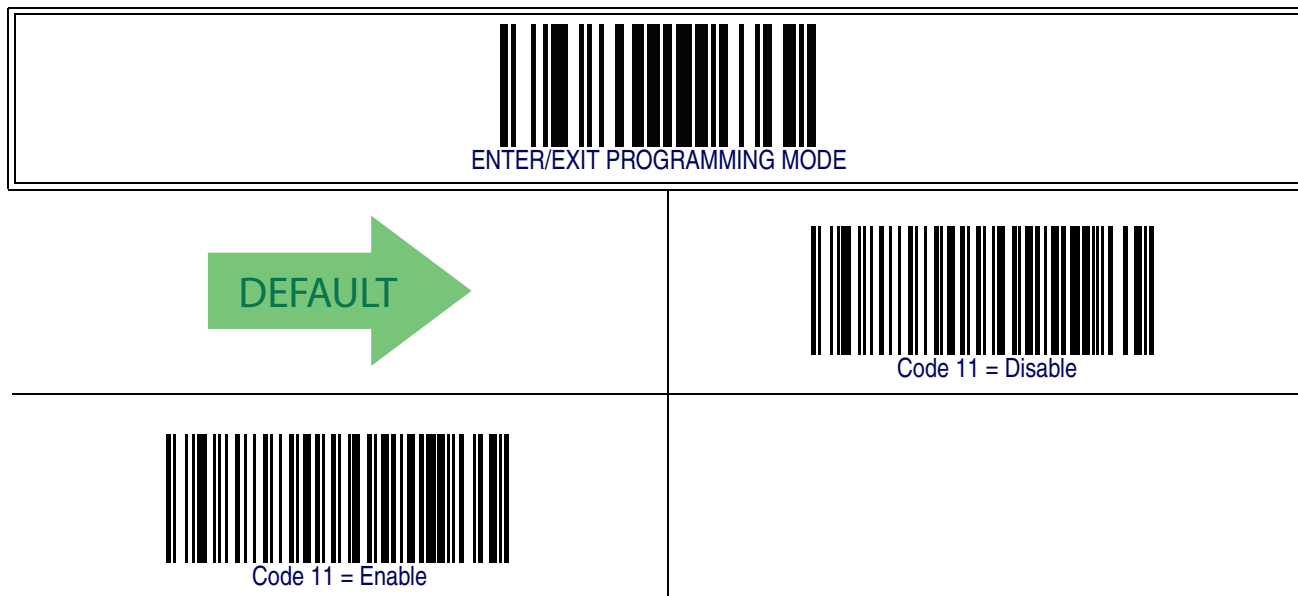 ENTER/EXIT PROGRAMMING MODE
DEFAULT
Code 11 = Disable
Code 11 = Enable